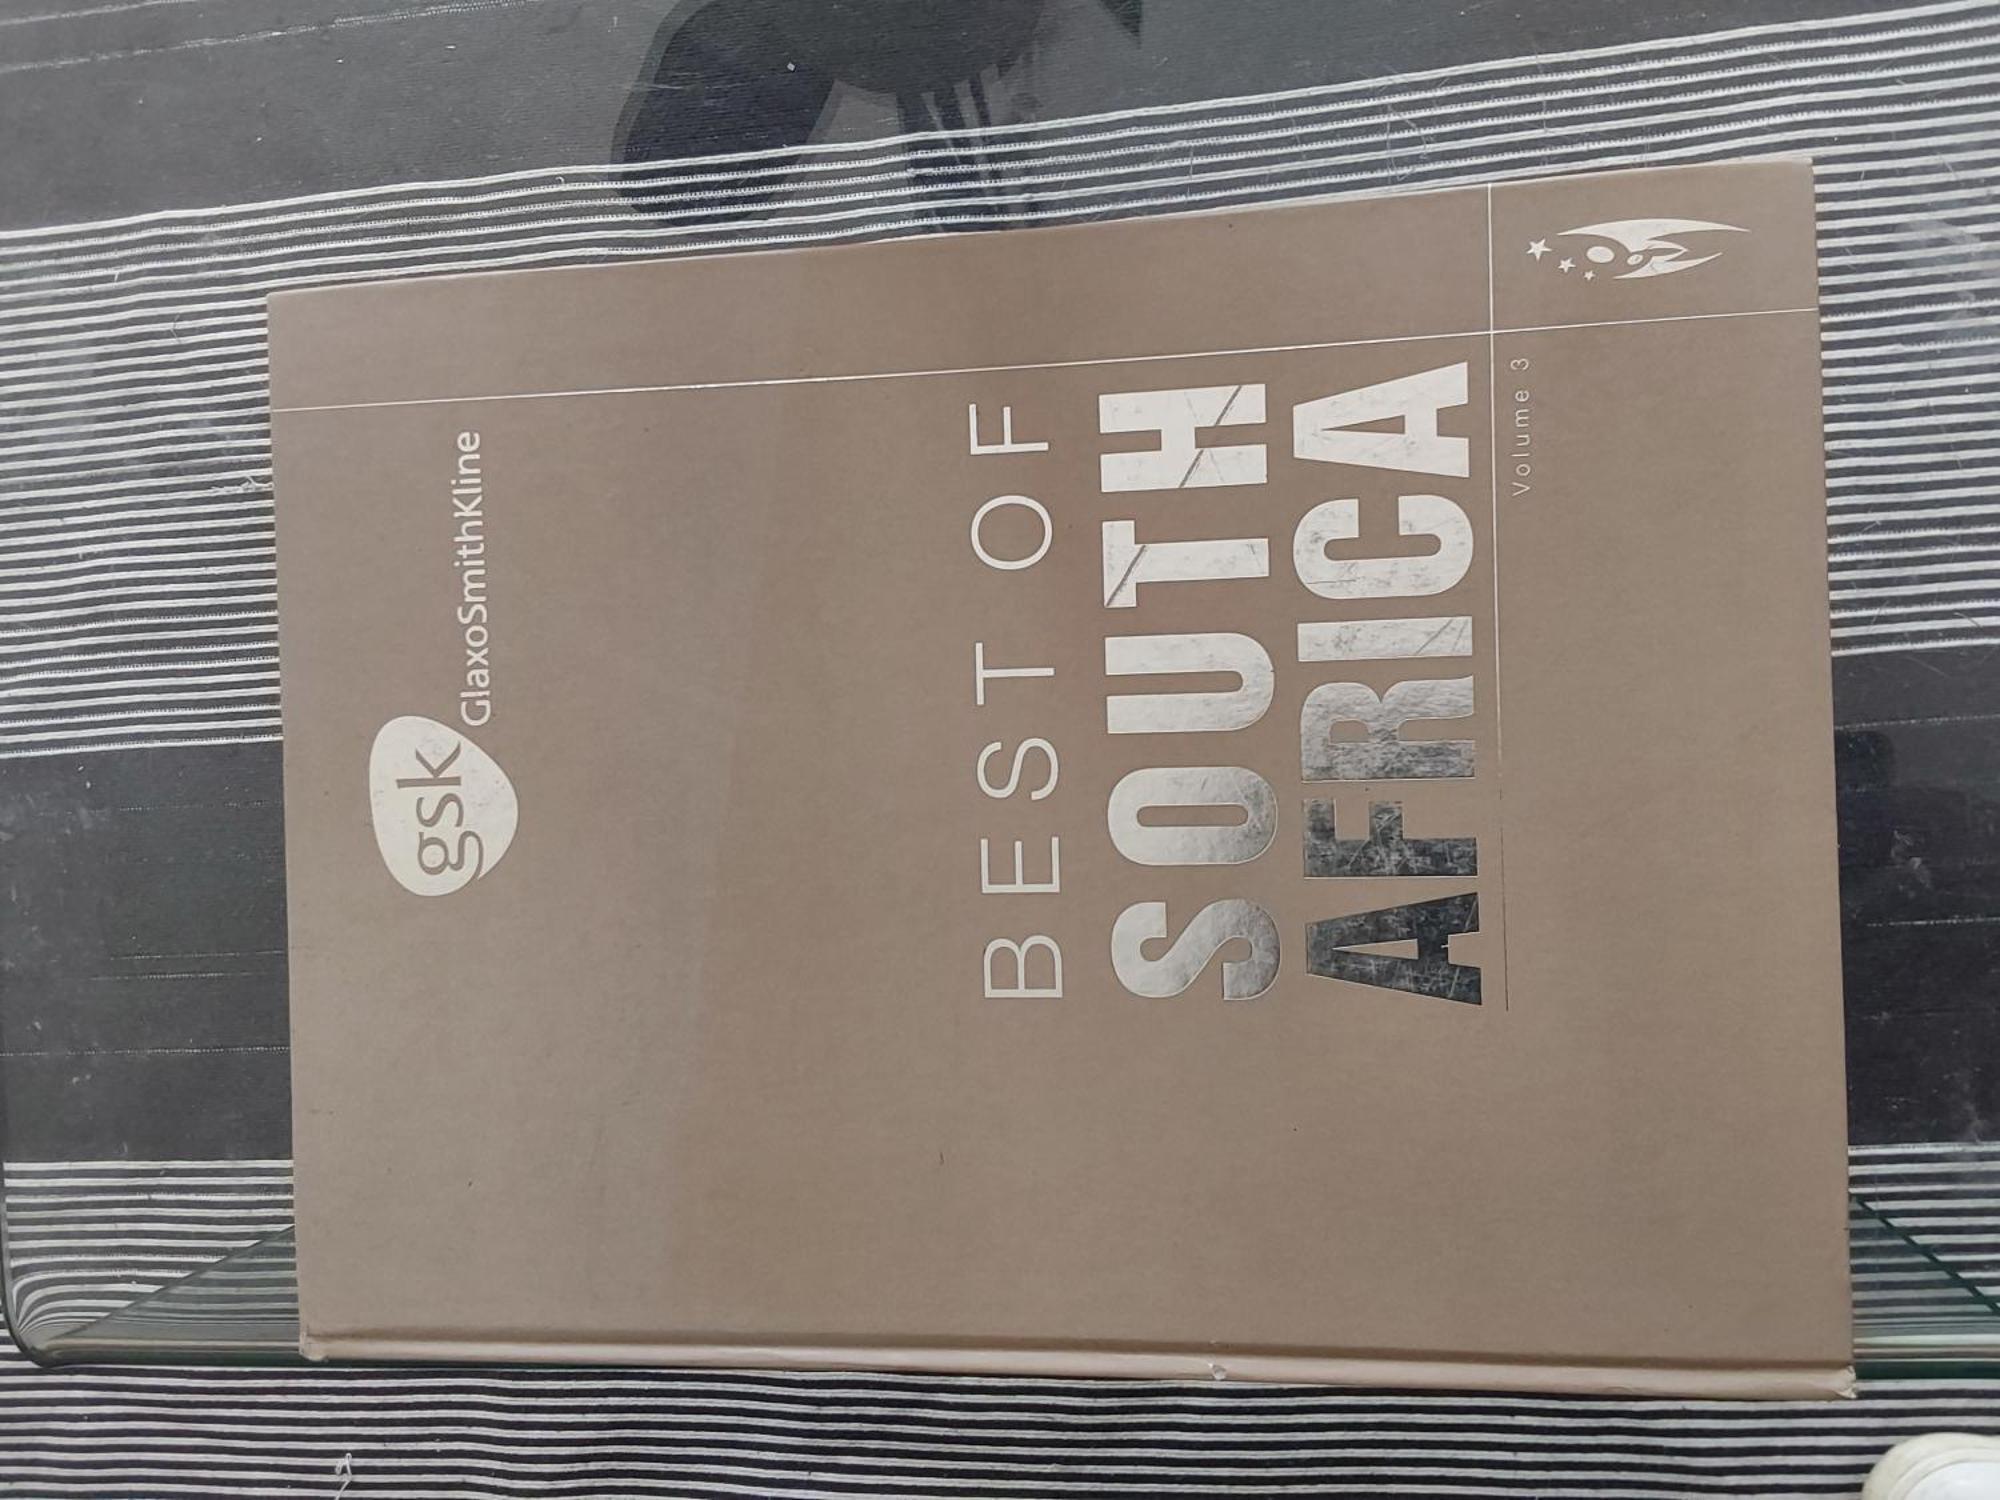 gsk
GlaxoSmithKline
BEST OF
SOUTH
AFRICA
Volume 3